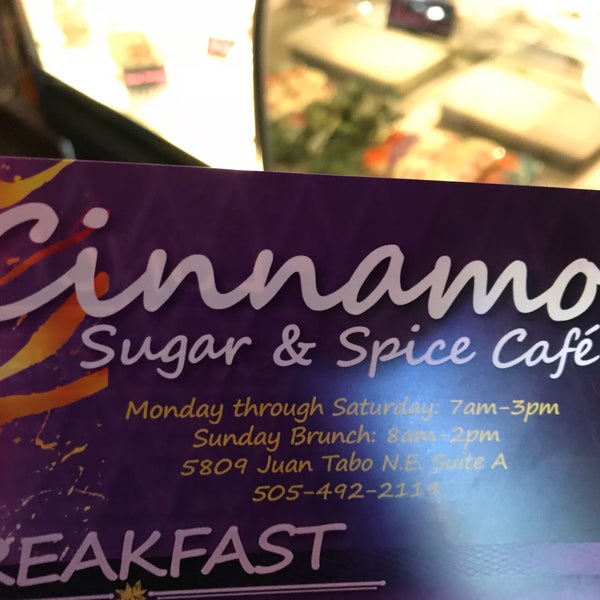 Cinnamo
Sugar & Spice Café
Monday through Saturday: 7am-3pm
Sunday Brunch: 8am-2pm
5809 Juan Tabo N.E. Suite A
505-492-2119
REAKFAST